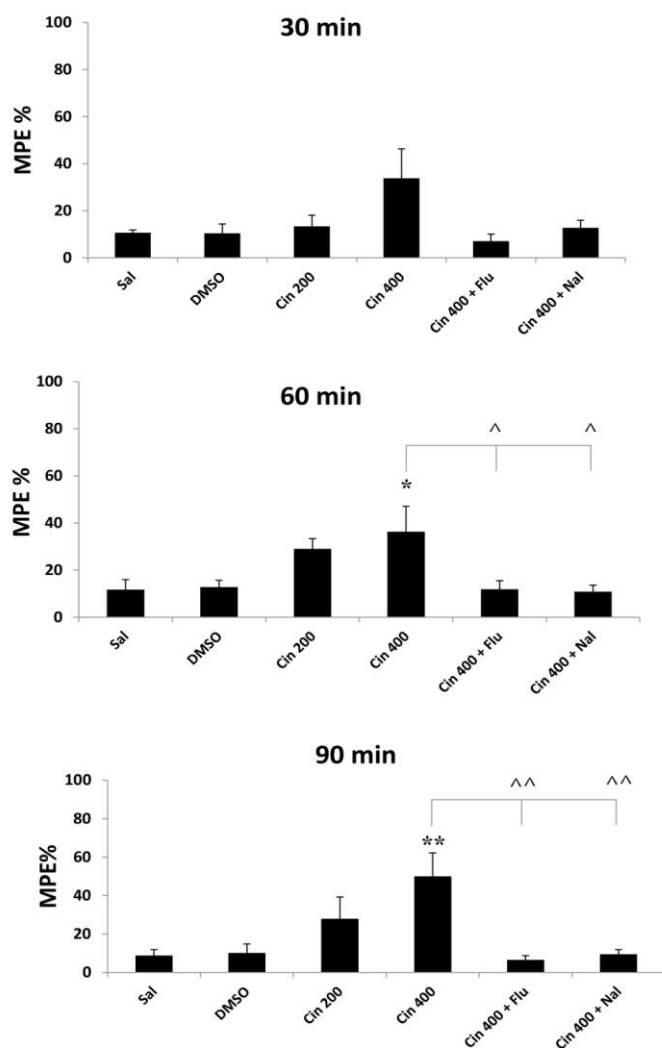 30 min
MPE %
100
80
60
40
20
0
Sal
DMSO
Cin 200
Cin 400
Cin 400 + Flu
Cin 400 + Nal
60 min
MPE %
100
80
60
40
20
0
^ ^
*
Sal
DMSO
Cin 200
Cin 400
Cin 400 + Flu
Cin 400 + Nal
90 min
MPE%
100
80
60
40
20
0
^^ ^^
**
Sal
DMSO
Cin 200
Cin 400
Cin 400 + Flu
Cin 400 + Nal